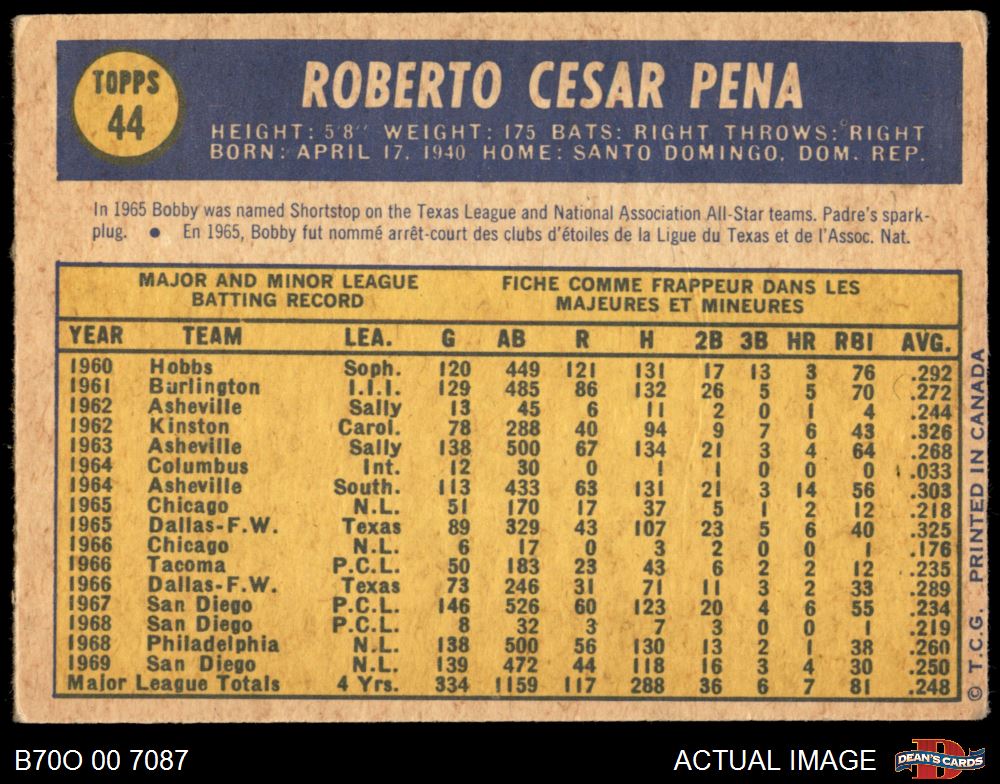 TOPPS
44
ROBERTO CESAR PENA
HEIGHT: 5'8" WEIGHT: 175 BATS: RIGHT THROWS: RIGHT
BORN: APRIL 17, 1940 HOME: SANTO DOMINGO, DOM. REP.
In 1965 Bobby was named Shortstop on the Texas League and National Association All-Star teams. Padre's spark-
plug. ● En 1965, Bobby fut nommé arrêt-court des clubs d'étoiles de la Ligue du Texas et de l'Assoc. Nat.
MAJOR AND MINOR LEAGUE
BATTING RECORD
FICHE COMME FRAPPEUR DANS LES
MAJEURES ET MINEURES
YEAR TEAM LEA. G AB R H 2B 3B HR RBI AVG.
1960 Hobbs Soph. 120 449 121 131 17 13 3 76 .292
1961 Burlington I.I.I. 129 485 86 132 26 5 5 70 .272
1962 Asheville Sally 13 45 6 11 2 0 1 4 .244
1962 Kinston Carol. 78 288 40 94 9 7 6 43 .326
1963 Asheville Sally 138 500 67 134 21 3 4 64 .268
1964 Columbus Int. 12 30 0 1 1 0 0 0 .033
1964 Asheville South. 113 433 63 131 21 3 14 56 .303
1965 Chicago N.L. 51 170 17 37 5 1 2 12 .218
1965 Dallas-F.W. Texas 89 329 43 107 23 5 6 40 .325
1966 Chicago N.L. 6 17 0 3 2 0 0 1 .176
1966 Tacoma P.C.L. 50 183 23 43 6 2 2 12 .235
1966 Dallas-F.W. Texas 73 246 31 71 11 3 2 33 .289
1967 San Diego P.C.L. 146 526 60 123 20 4 6 55 .234
1968 San Diego P.C.L. 8 32 3 7 3 0 0 1 .219
1968 Philadelphia N.L. 138 500 56 130 13 2 1 38 .260
1969 San Diego N.L. 139 472 44 118 16 3 4 30 .250
Major League Totals 4 Yrs. 334 1159 117 288 36 6 7 81 .248
© T.C.G. PRINTED IN CANADA
B70O 00 7087
ACTUAL IMAGE
DEAN'S CARDS